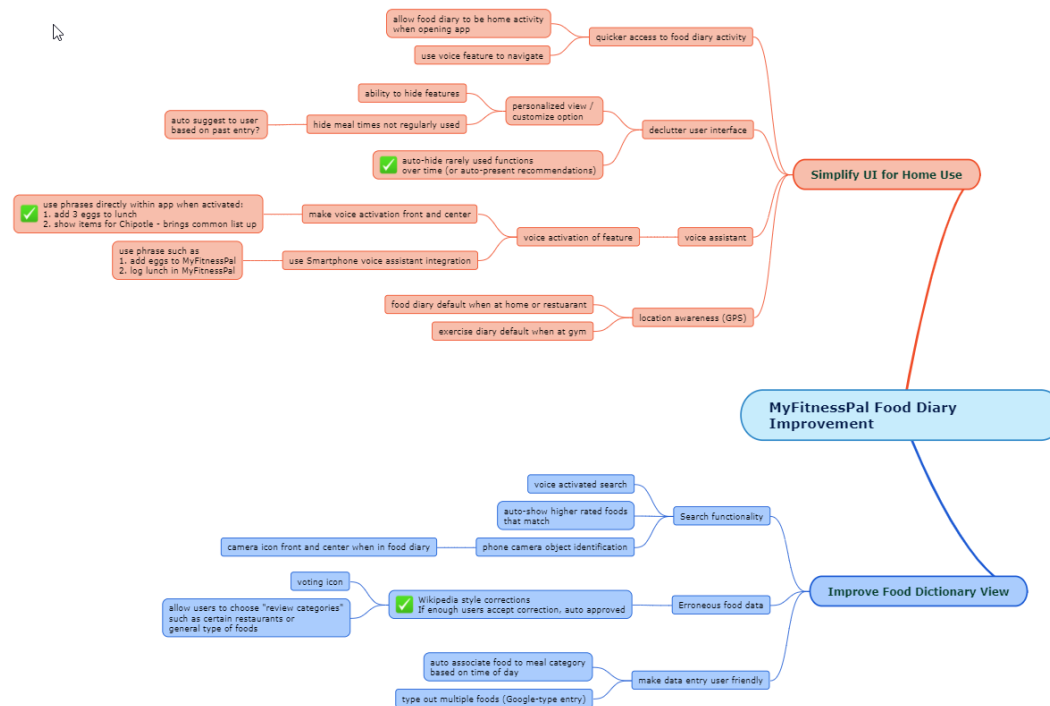 allow food diary to be home activity
when opening app
quicker access to food diary activity
use voice feature to navigate
ability to hide features
personalized view /
customize option
auto suggest to user
based on past entry?
hide meal times not regularly used
declutter user interface
auto-hide rarely used functions
over time (or auto-present recommendations)
Simplify UI for Home Use
use phrases directly within app when activated:
1. add 3 eggs to lunch
2. show items for Chipotle - brings common list up
make voice activation front and center
voice activation of feature
voice assistant
use phrase such as
1. add eggs to MyFitnessPal
2. log lunch in MyFitnessPal
use Smartphone voice assistant integration
food diary default when at home or restuarant
location awareness (GPS)
exercise diary default when at gym
MyFitnessPal Food Diary
Improvement
voice activated search
auto-show higher rated foods
that match
Search functionality
camera icon front and center when in food diary
phone camera object identification
voting icon
Wikipedia style corrections
If enough users accept correction, auto approved
Erroneous food data
Improve Food Dictionary View
allow users to choose "review categories"
such as certain restaurants or
general type of foods
auto associate food to meal category
based on time of day
make data entry user friendly
type out multiple foods (Google-type entry)